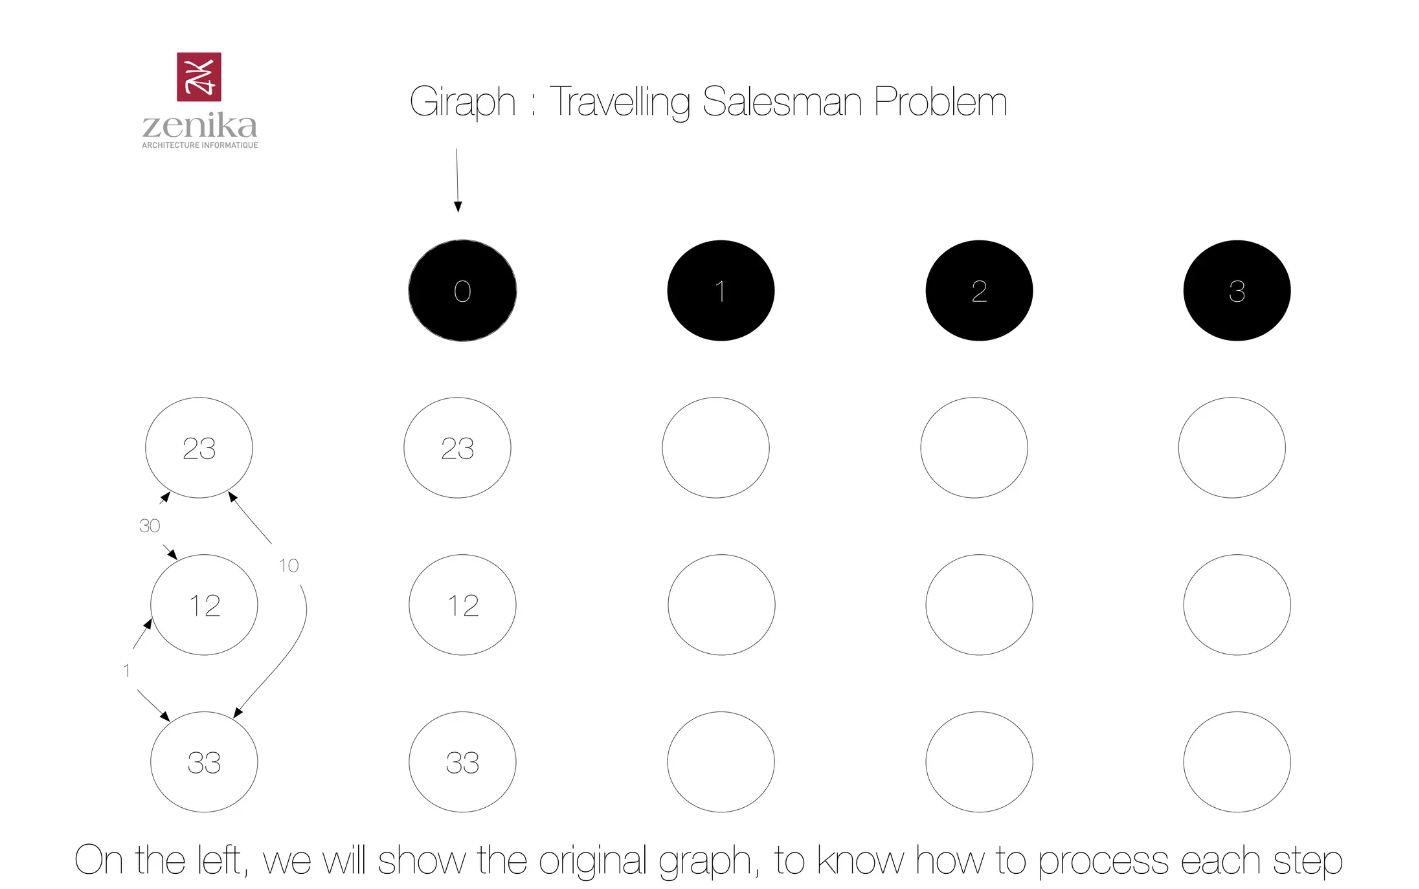 zenika
ARCHITECTURE INFORMATIQUE
Giraph : Travelling Salesman Problem
0 1 2 3
23 23
30
10
12 12
1
33 33
On the left, we will show the original graph, to know how to process each step